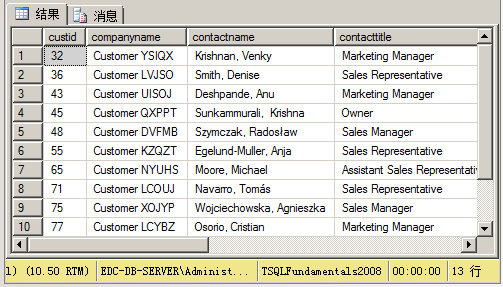 结果 消息
custid companyname contactname contacttitle
1 32 Customer YSIQX Krishnan, Venky Marketing Manager
2 36 Customer LVJSO Smith, Denise Sales Representative
3 43 Customer UISOJ Deshpande, Anu Marketing Manager
4 45 Customer QXPPT Sunkammurali, Krishna Owner
5 48 Customer DVFMB Szymczak, Radosław Sales Manager
6 55 Customer KZQZT Egelund-Muller, Anja Sales Representative
7 65 Customer NYUHS Moore, Michael Assistant Sales Representativ
8 71 Customer LCOUJ Navarro, Tomás Sales Representative
9 75 Customer XOJYP Wojciechowska, Agnieszka Sales Manager
10 77 Customer LCYBZ Osorio, Cristian Marketing Manager
1) (10.50 RTM) EDC-DB-SERVER\Administ... TSQLFundamentals2008 00:00:00 13 行